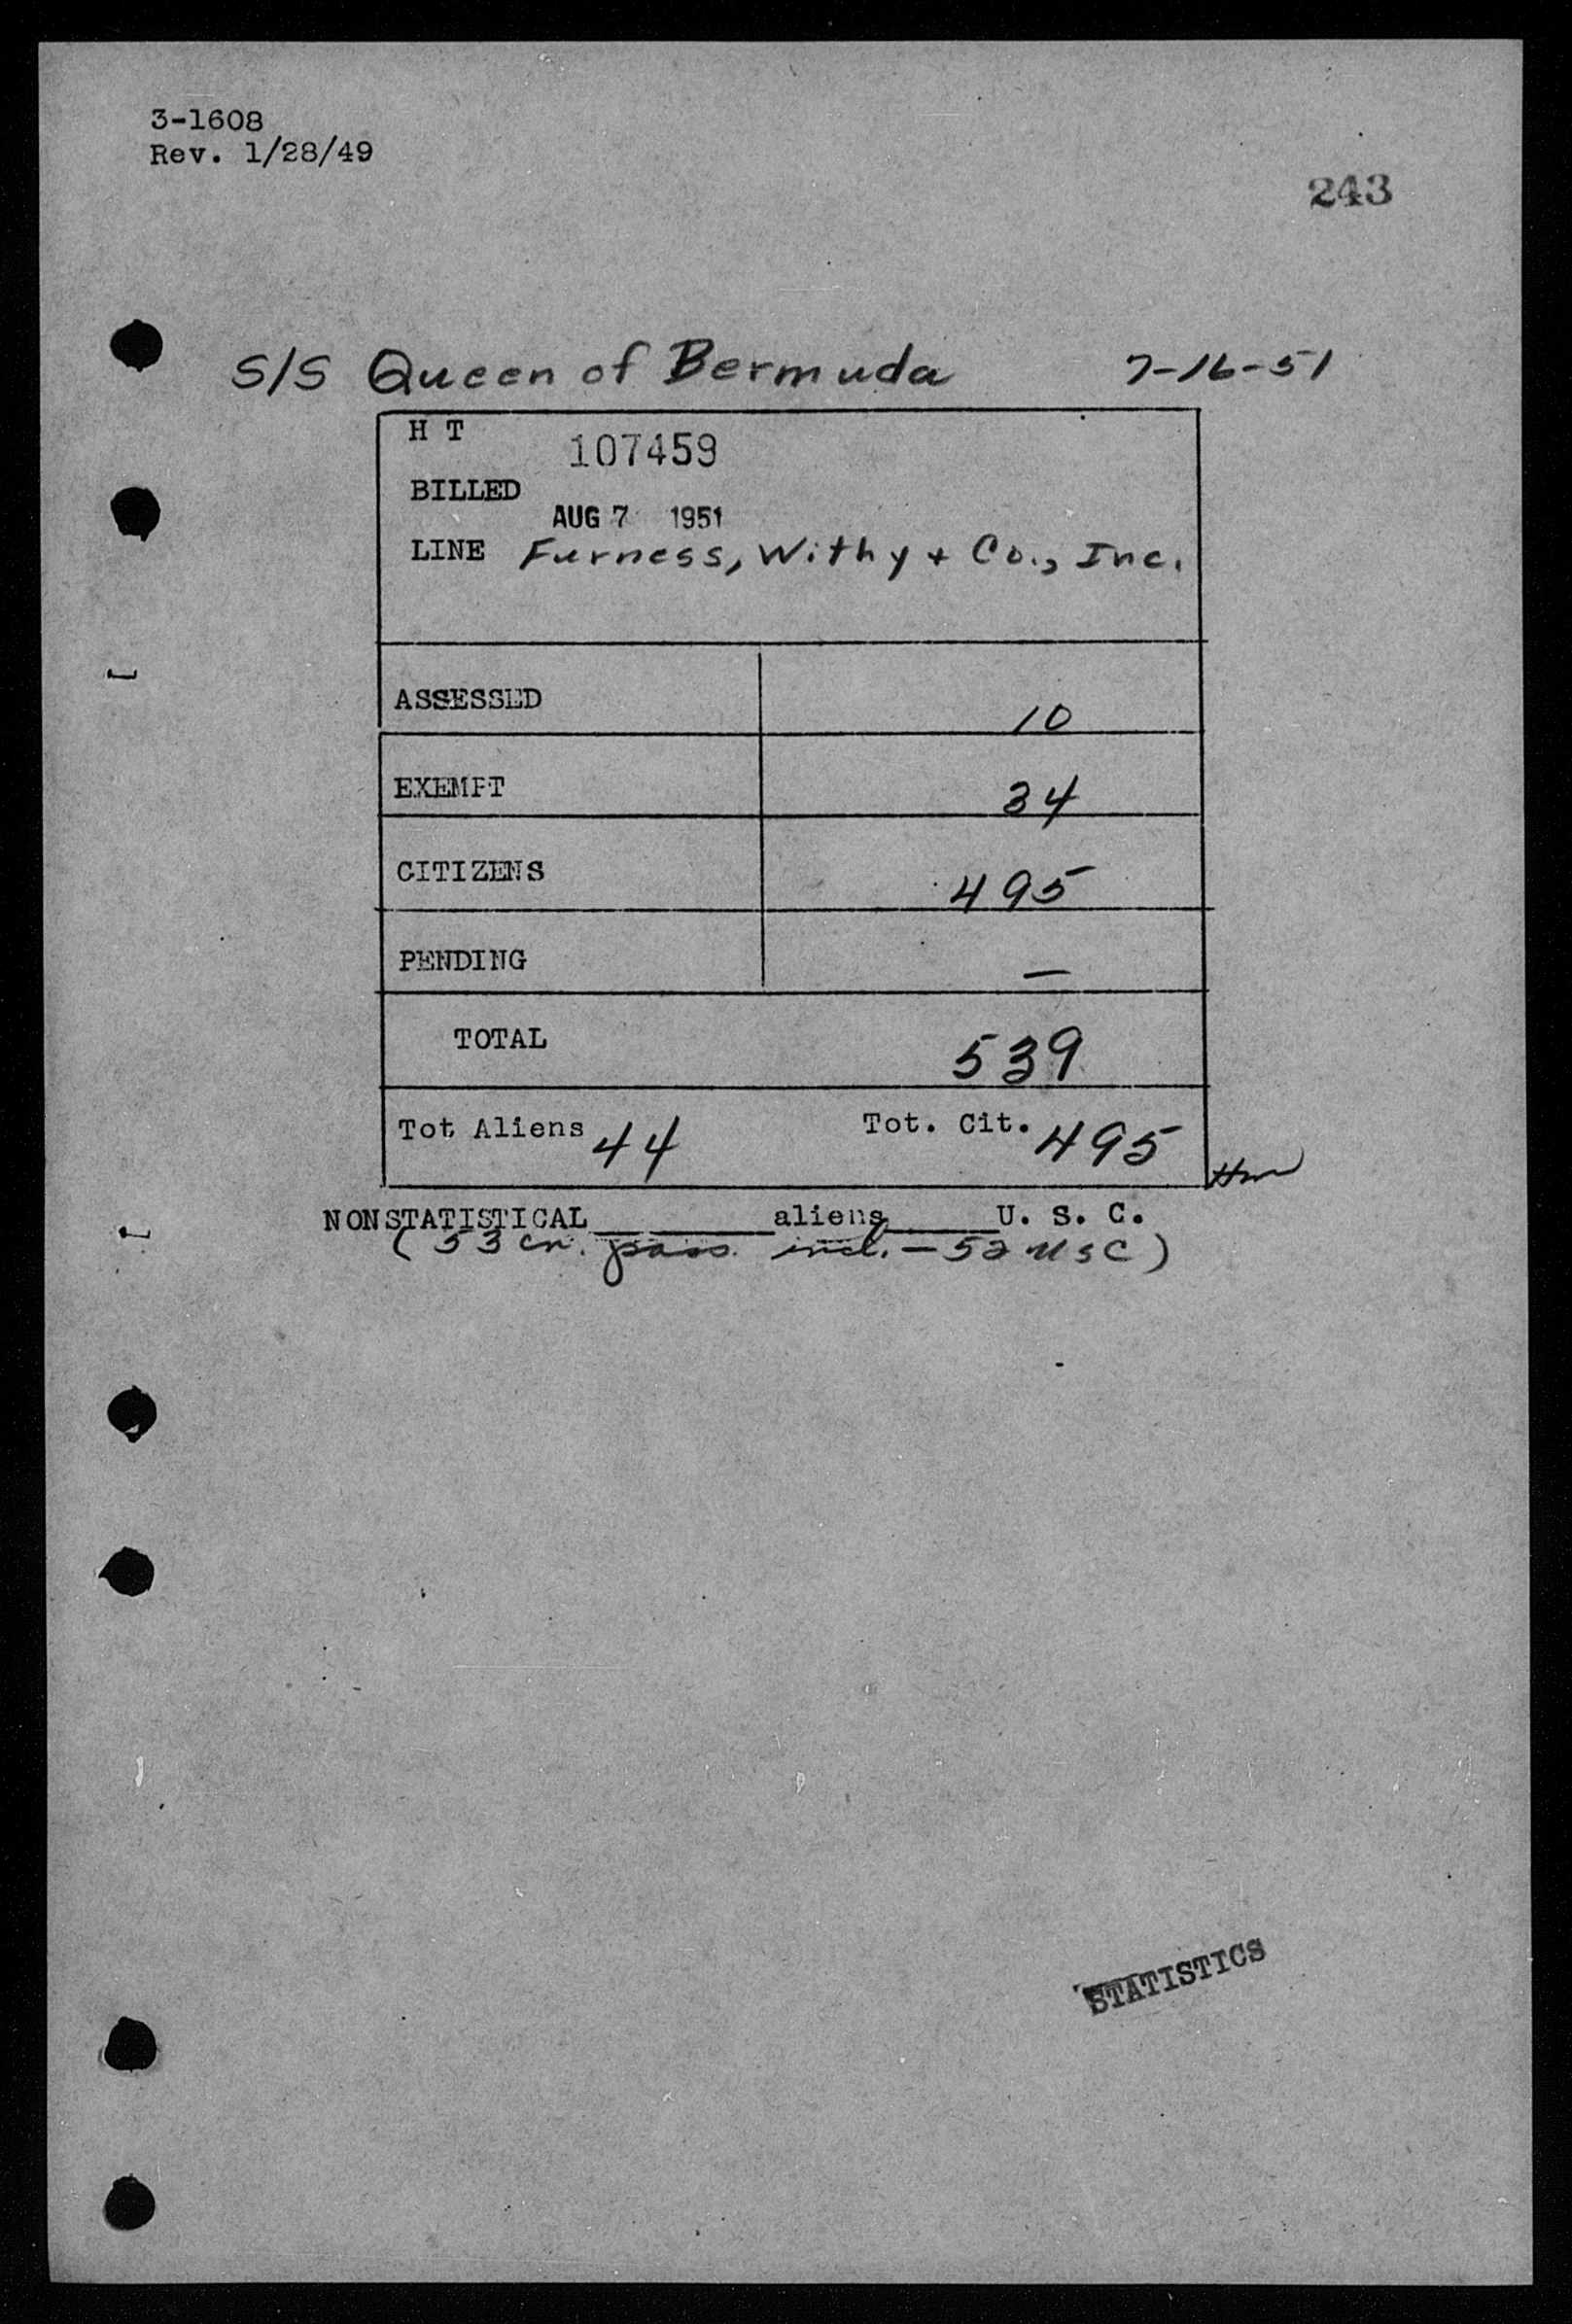 3-1608
Rev. 1/28/49
243
S/S Queen of Bermuda 7-16-51
H T 107459
BILLED
AUG 7 1951
LINE Furness, Withy + Co., Inc.
ASSESSED 10
EXEMPT 34
CITIZENS 495
PENDING —
TOTAL 539
Tot Aliens 44 Tot. Cit. 495
NONSTATISTICAL ______ aliens ______ U. S. C.
(53 cr. pass. incl. — 52 USC)
STATISTICS